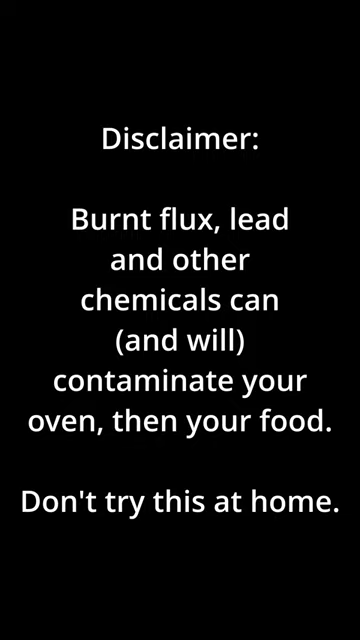 Disclaimer:
Burnt flux, lead
and other
chemicals can
(and will)
contaminate your
oven, then your food.
Don't try this at home.